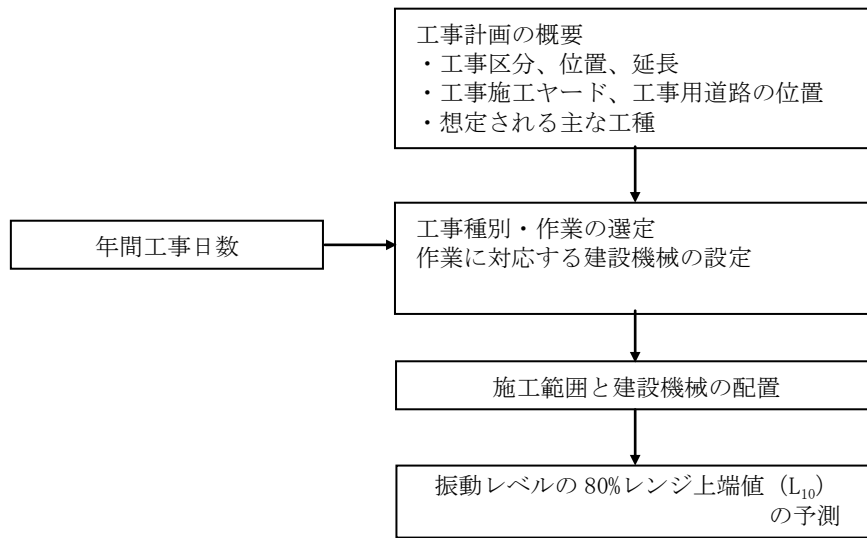 工事計画の概要
・工事区分、位置、延長
・工事施工ヤード、工事用道路の位置
・想定される主な工種
年間工事日数
工事種別・作業の選定
作業に対応する建設機械の設定
施工範囲と建設機械の配置
振動レベルの 80%レンジ上端値（L10）
の予測